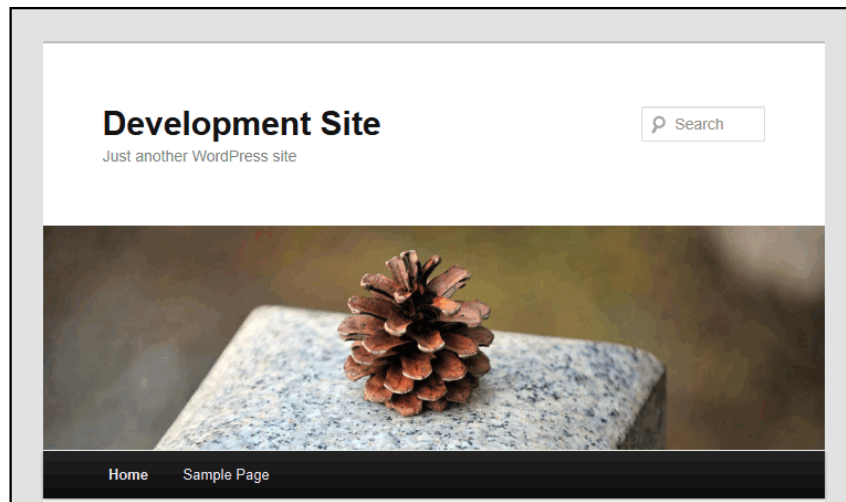 Development Site
Just another WordPress site
Search
Home
Sample Page